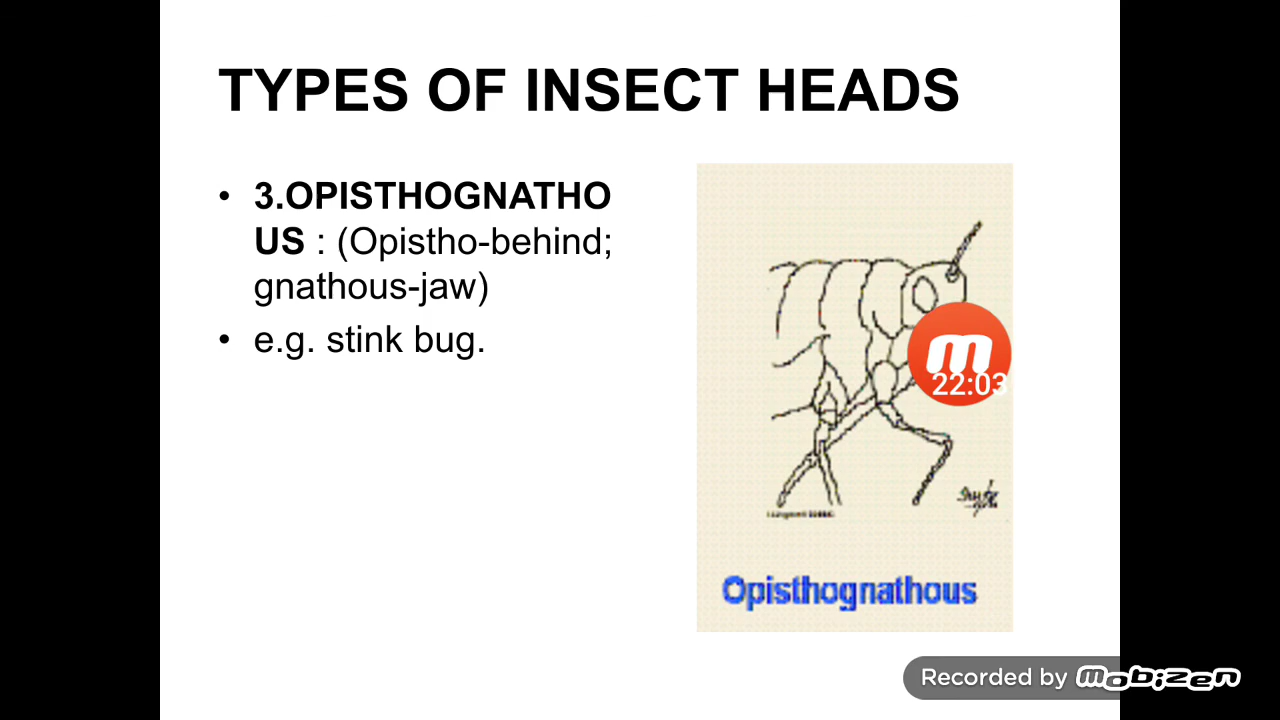 TYPES OF INSECT HEADS
• 3.OPISTHOGNATHO
US : (Opistho-behind;
gnathous-jaw)
• e.g. stink bug.
m
22:03
Opisthognathous
Recorded by mobizen